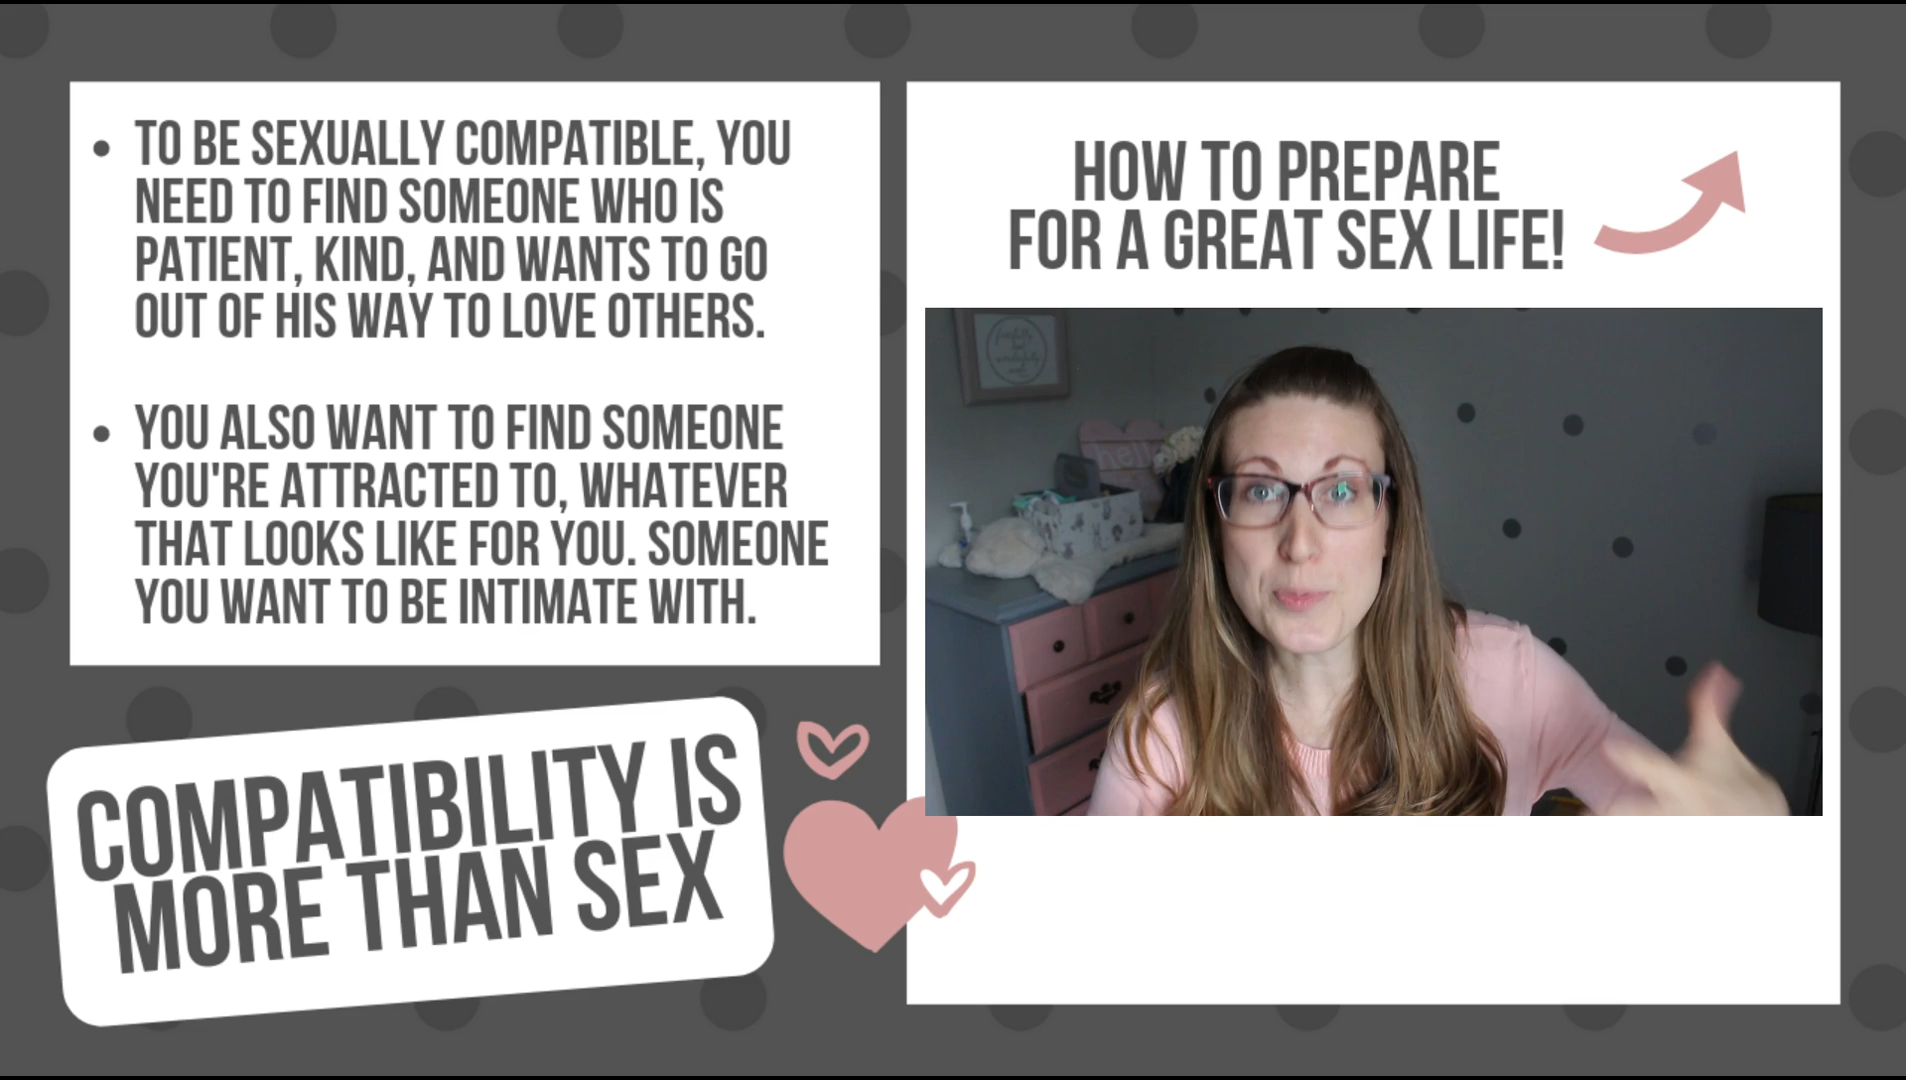 • TO BE SEXUALLY COMPATIBLE, YOU
NEED TO FIND SOMEONE WHO IS
PATIENT, KIND, AND WANTS TO GO
OUT OF HIS WAY TO LOVE OTHERS.
• YOU ALSO WANT TO FIND SOMEONE
YOU'RE ATTRACTED TO, WHATEVER
THAT LOOKS LIKE FOR YOU. SOMEONE
YOU WANT TO BE INTIMATE WITH.
COMPATIBILITY IS
MORE THAN SEX
HOW TO PREPARE
FOR A GREAT SEX LIFE!